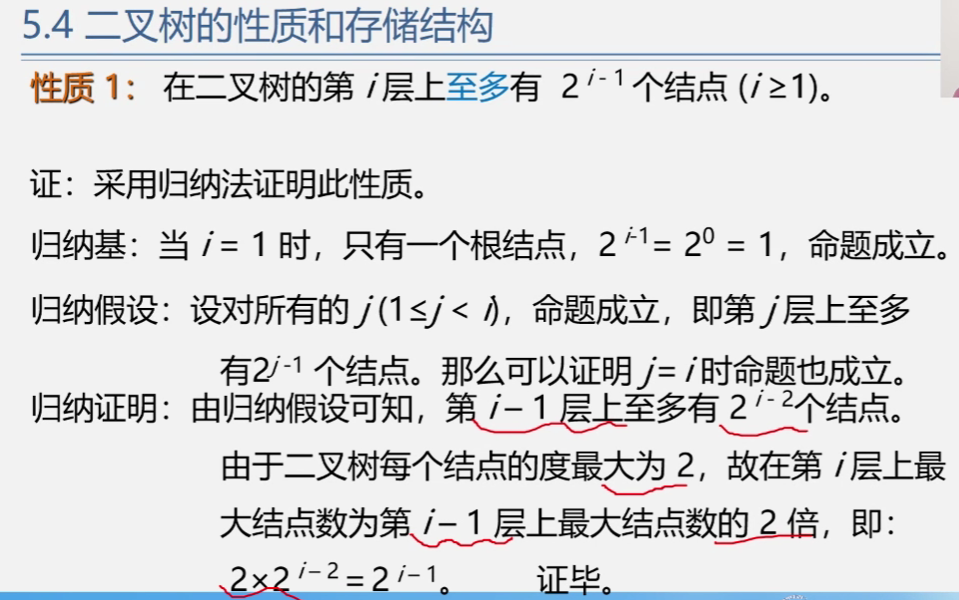 5.4 二叉树的性质和存储结构
性质 1： 在二叉树的第 i 层上至多有 2^{i-1} 个结点 (i ≥1)。
证：采用归纳法证明此性质。
归纳基：当 i = 1 时，只有一个根结点，2^{i-1} = 2^0 = 1，命题成立。
归纳假设：设对所有的 j (1≤j < i)，命题成立，即第 j 层上至多
有2^{j-1} 个结点。那么可以证明 j = i 时命题也成立。
归纳证明：由归纳假设可知，第 i – 1 层上至多有 2^{i-2}个结点。
由于二叉树每个结点的度最大为 2，故在第 i 层上最
大结点数为第 i – 1 层上最大结点数的 2 倍，即：
2×2^{i–2} = 2^{i–1}。 证毕。